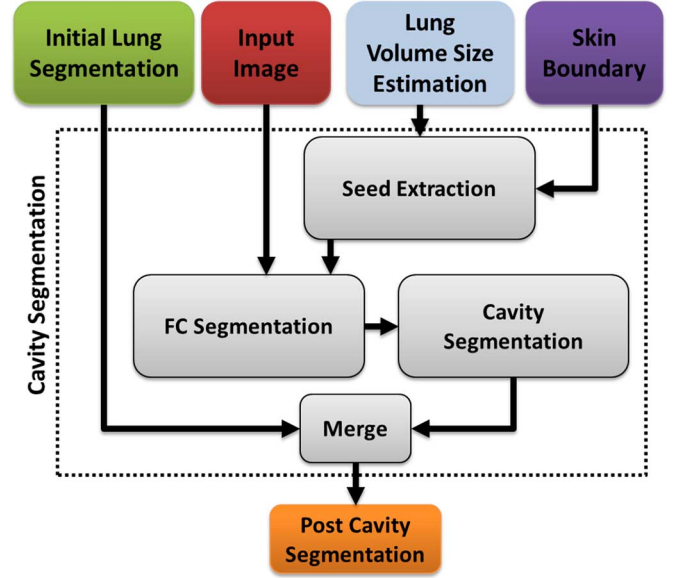 Initial Lung
Segmentation
Input
Image
Lung
Volume Size
Estimation
Skin
Boundary
Cavity Segmentation
Seed Extraction
FC Segmentation
Cavity
Segmentation
Merge
Post Cavity
Segmentation